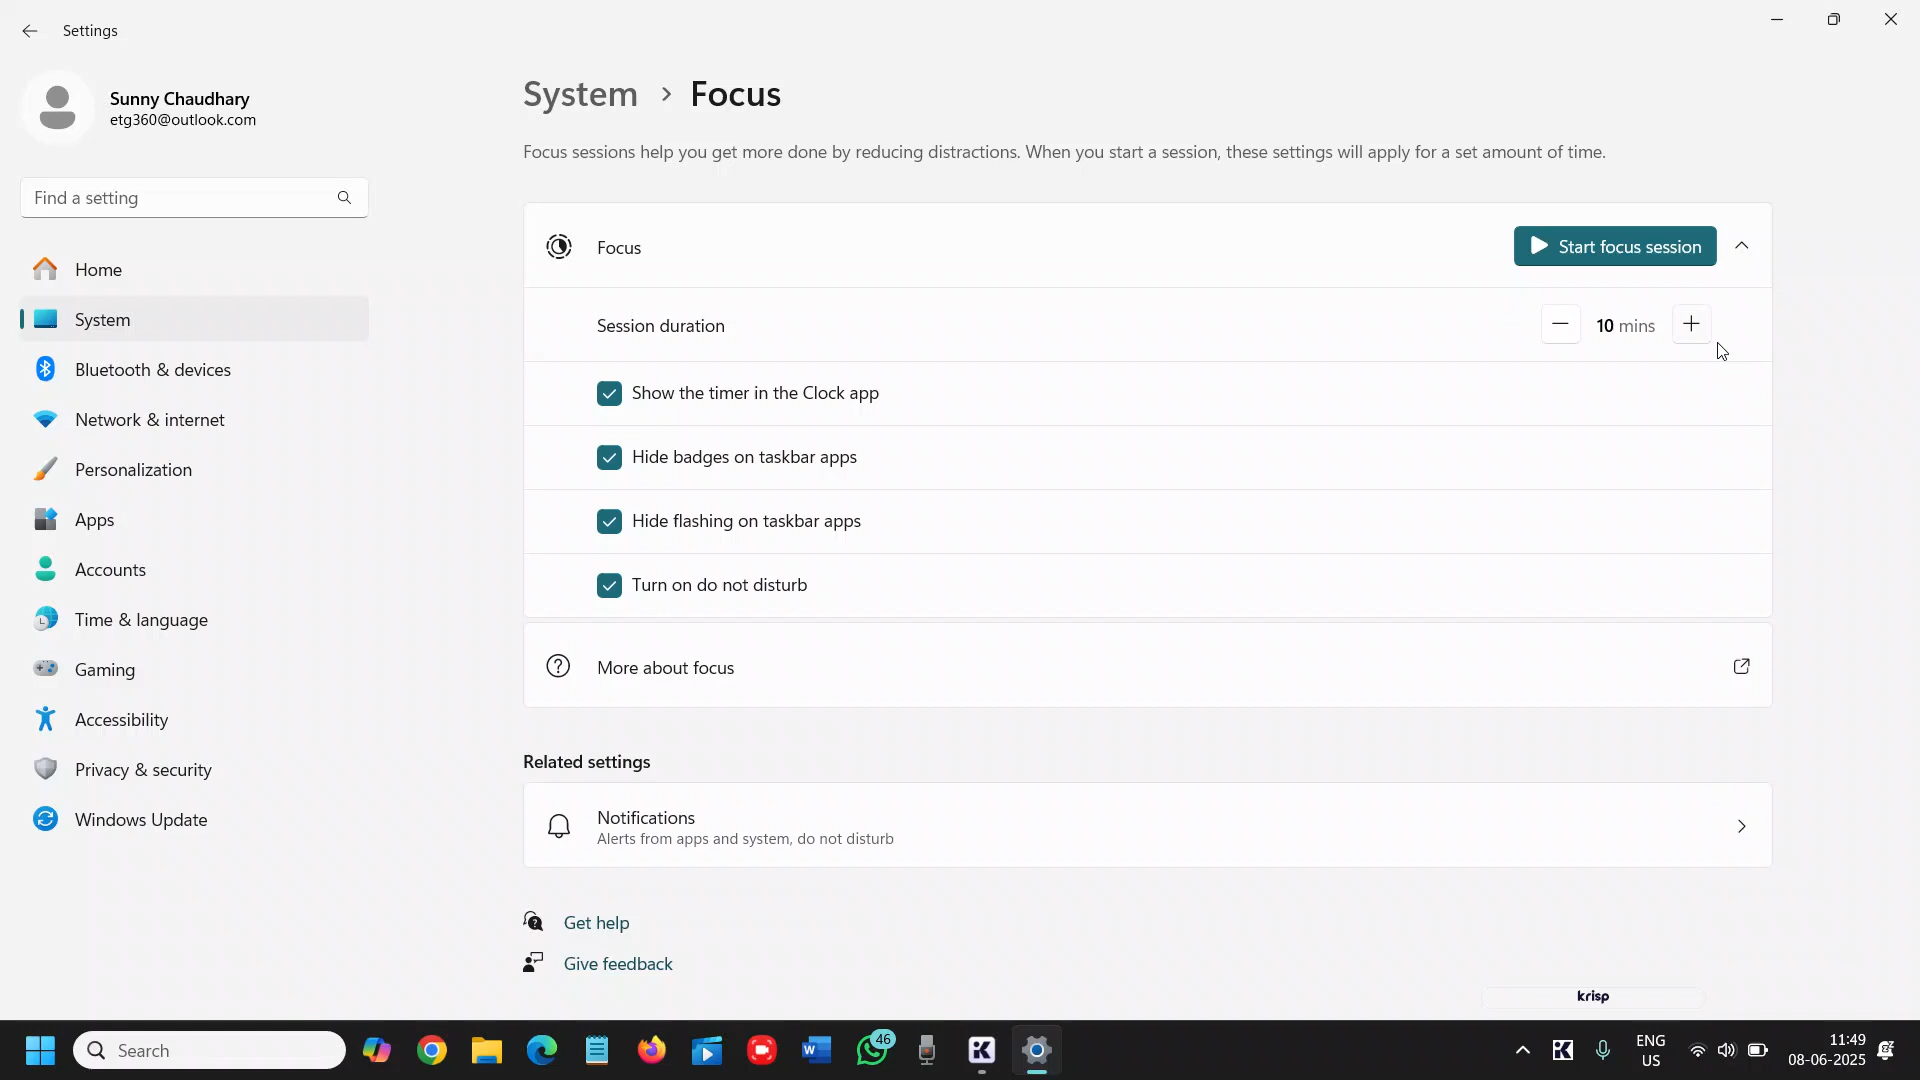 Settings
Sunny Chaudhary
etg360@outlook.com
Find a setting
Home
System
Bluetooth & devices
Network & internet
Personalization
Apps
Accounts
Time & language
Gaming
Accessibility
Privacy & security
Windows Update
System > Focus
Focus sessions help you get more done by reducing distractions. When you start a session, these settings will apply for a set amount of time.
Focus
Start focus session
Session duration
10 mins
Show the timer in the Clock app
Hide badges on taskbar apps
Hide flashing on taskbar apps
Turn on do not disturb
More about focus
Related settings
Notifications
Alerts from apps and system, do not disturb
Get help
Give feedback
krisp
Search
46
ENG
US
11:49
08-06-2025